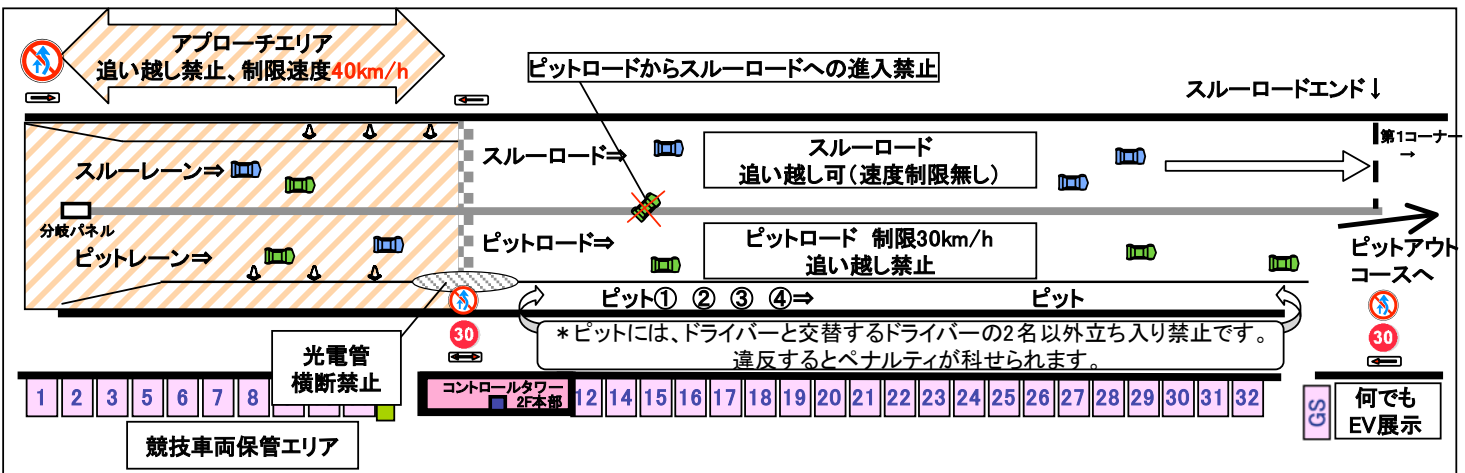 アプローチエリア
追い越し禁止、制限速度40km/h
ピットロードからスルーロードへの進入禁止
スルーロードエンド↓
第1コーナー
→
スルーレーン⇒
スルーロード⇒
スルーロード
追い越し可(速度制限無し)
分岐パネル
ピットレーン⇒
ピットロード⇒
ピットロード 制限30km/h
追い越し禁止
ピットアウト
コースへ
ピット① ② ③ ④⇒
ピット
30
30
*ピットには、ドライバーと交替するドライバーの2名以外立ち入り禁止です。
違反するとペナルティが科せられます。
光電管
横断禁止
コントロールタワー
2F本部
1 2 3 5 6 7 8
12 14 15 16 17 18 19 20 21 22 23 24 25 26 27 28 29 30 31 32
GS
何でも
EV展示
競技車両保管エリア